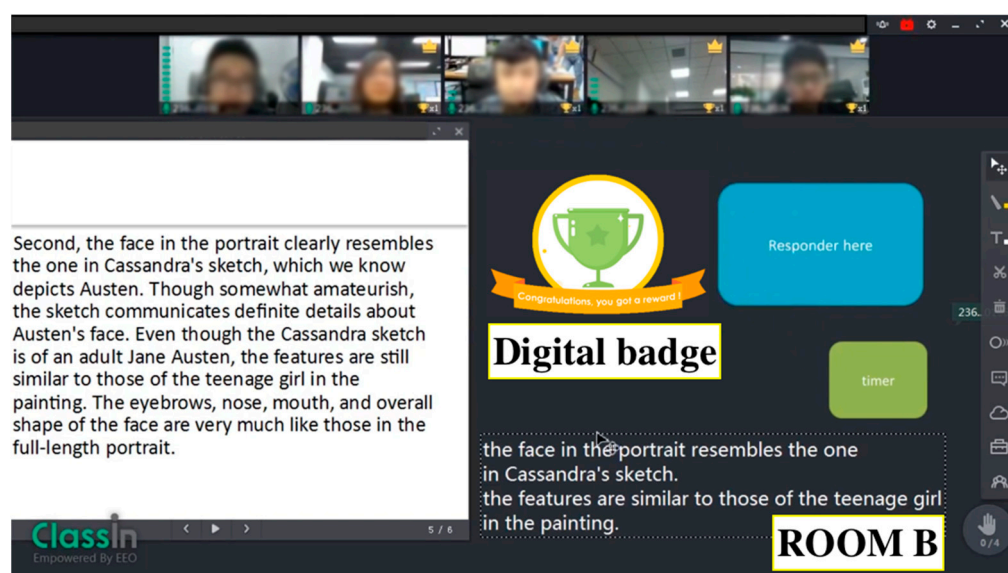 x1
x1
x1
x1
Second, the face in the portrait clearly resembles
the one in Cassandra's sketch, which we know
depicts Austen. Though somewhat amateurish,
the sketch communicates definite details about
Austen's face. Even though the Cassandra sketch
is of an adult Jane Austen, the features are still
similar to those of the teenage girl in the
painting. The eyebrows, nose, mouth, and overall
shape of the face are very much like those in the
full-length portrait.
5 / 6
ClassIn
Empowered By EEO
Congratulations, you got a reward !
Digital badge
Responder here
timer
236..
the face in the portrait resembles the one
in Cassandra's sketch.
the features are similar to those of the teenage girl
in the painting.
ROOM B
0/4